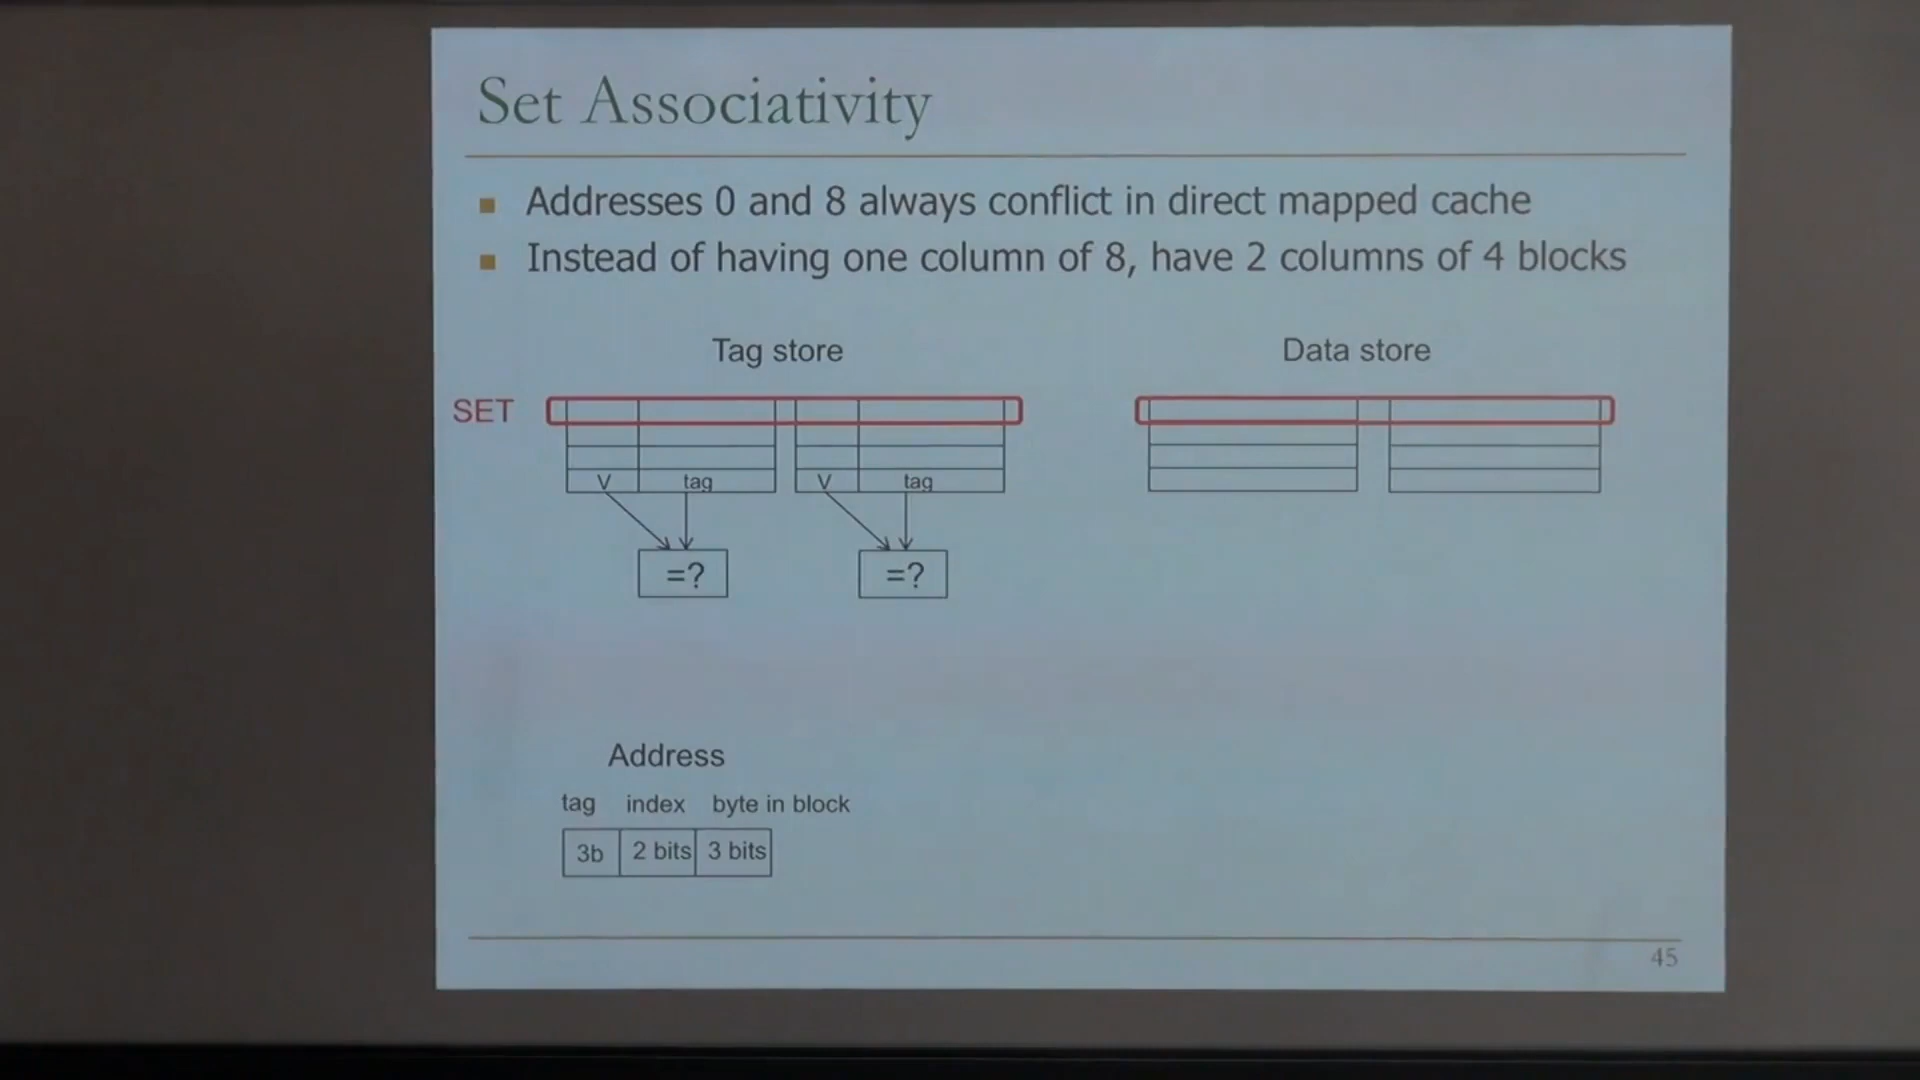 Set Associativity
Addresses 0 and 8 always conflict in direct mapped cache
Instead of having one column of 8, have 2 columns of 4 blocks
Tag store
Data store
SET
V tag V tag
=? =?
Address
tag index byte in block
3b 2 bits 3 bits
45